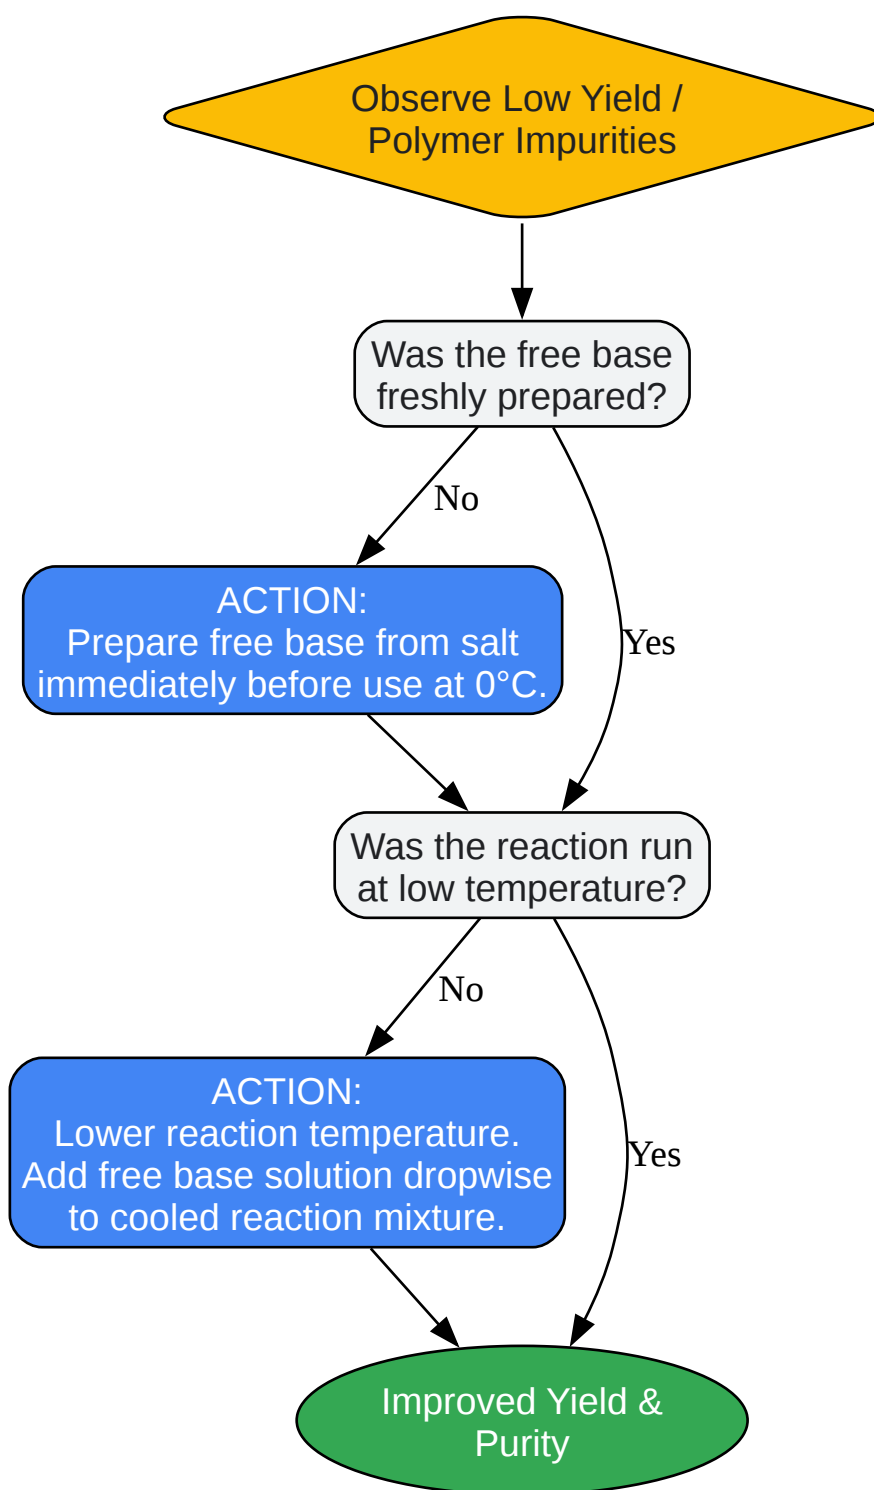 Observe Low Yield /
Polymer Impurities
Was the free base
freshly prepared?
No
ACTION:
Prepare free base from salt
immediately before use at 0°C.
Yes
Was the reaction run
at low temperature?
No
ACTION:
Lower reaction temperature.
Add free base solution dropwise
to cooled reaction mixture.
Yes
Improved Yield &
Purity